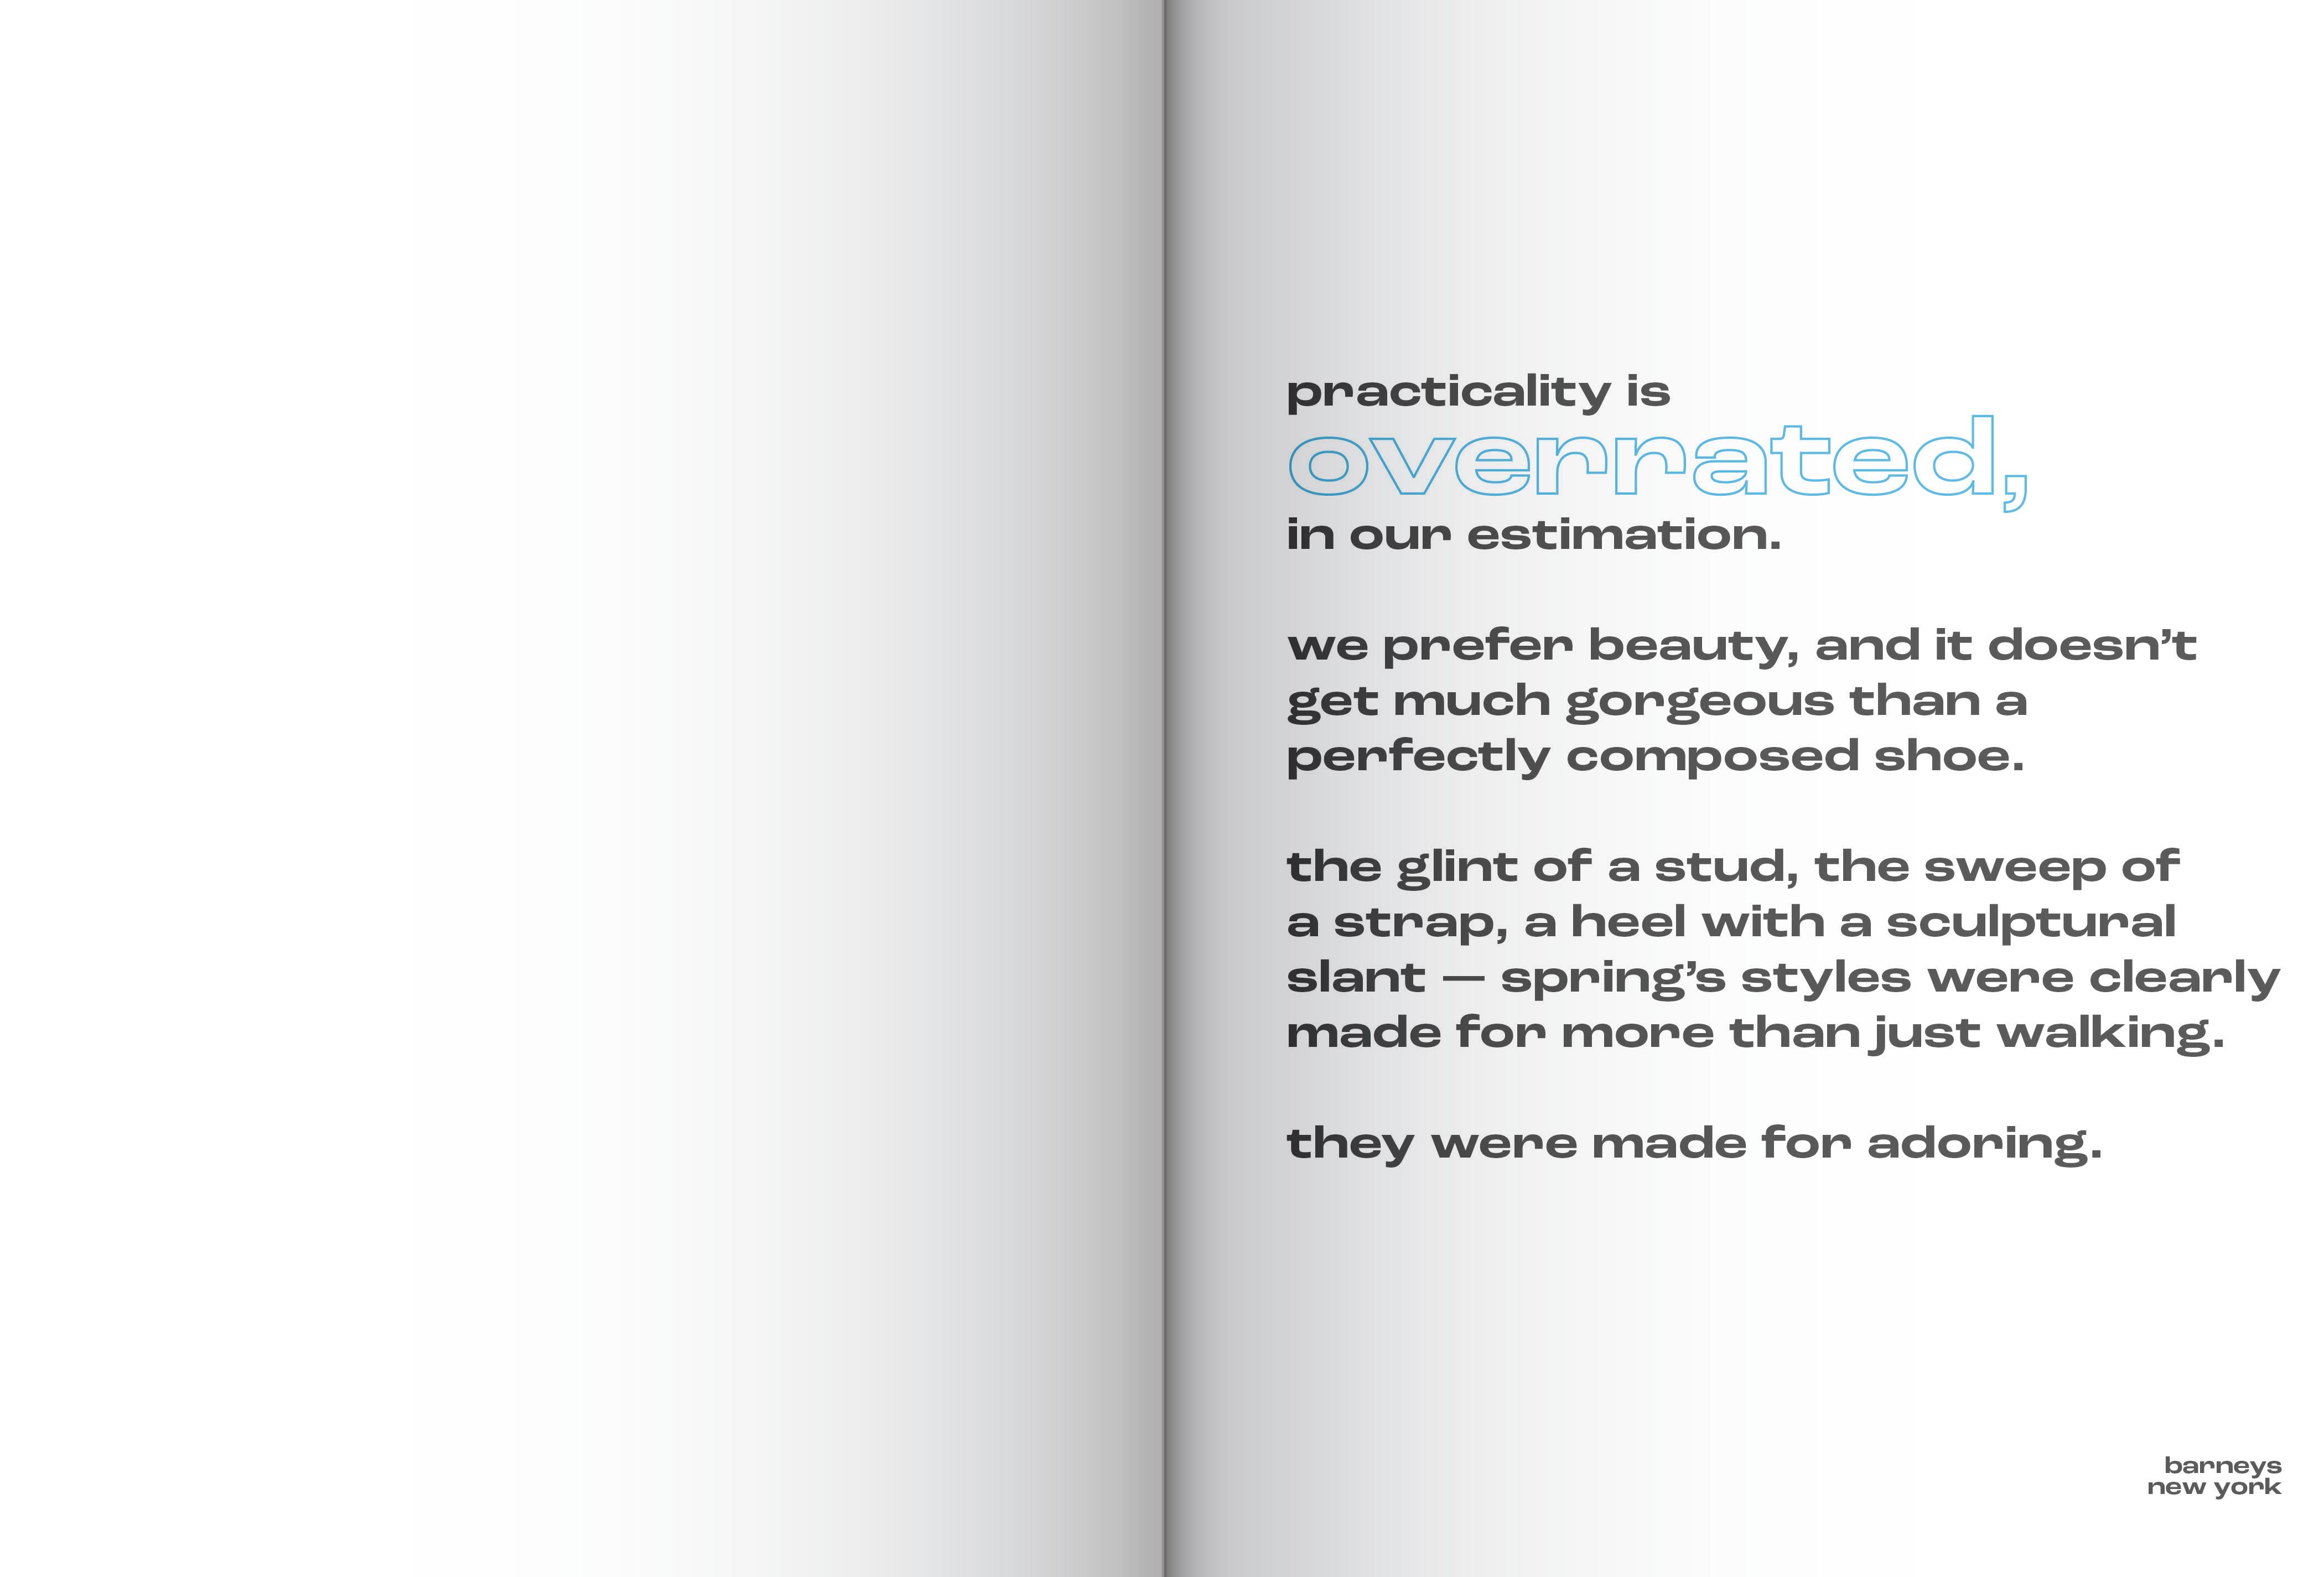 practicality is
overrated,
in our estimation.
we prefer beauty, and it doesn’t
get much gorgeous than a
perfectly composed shoe.
the glint of a stud, the sweep of
a strap, a heel with a sculptural
slant — spring’s styles were clearly
made for more than just walking.
they were made for adoring.
barneys
new york